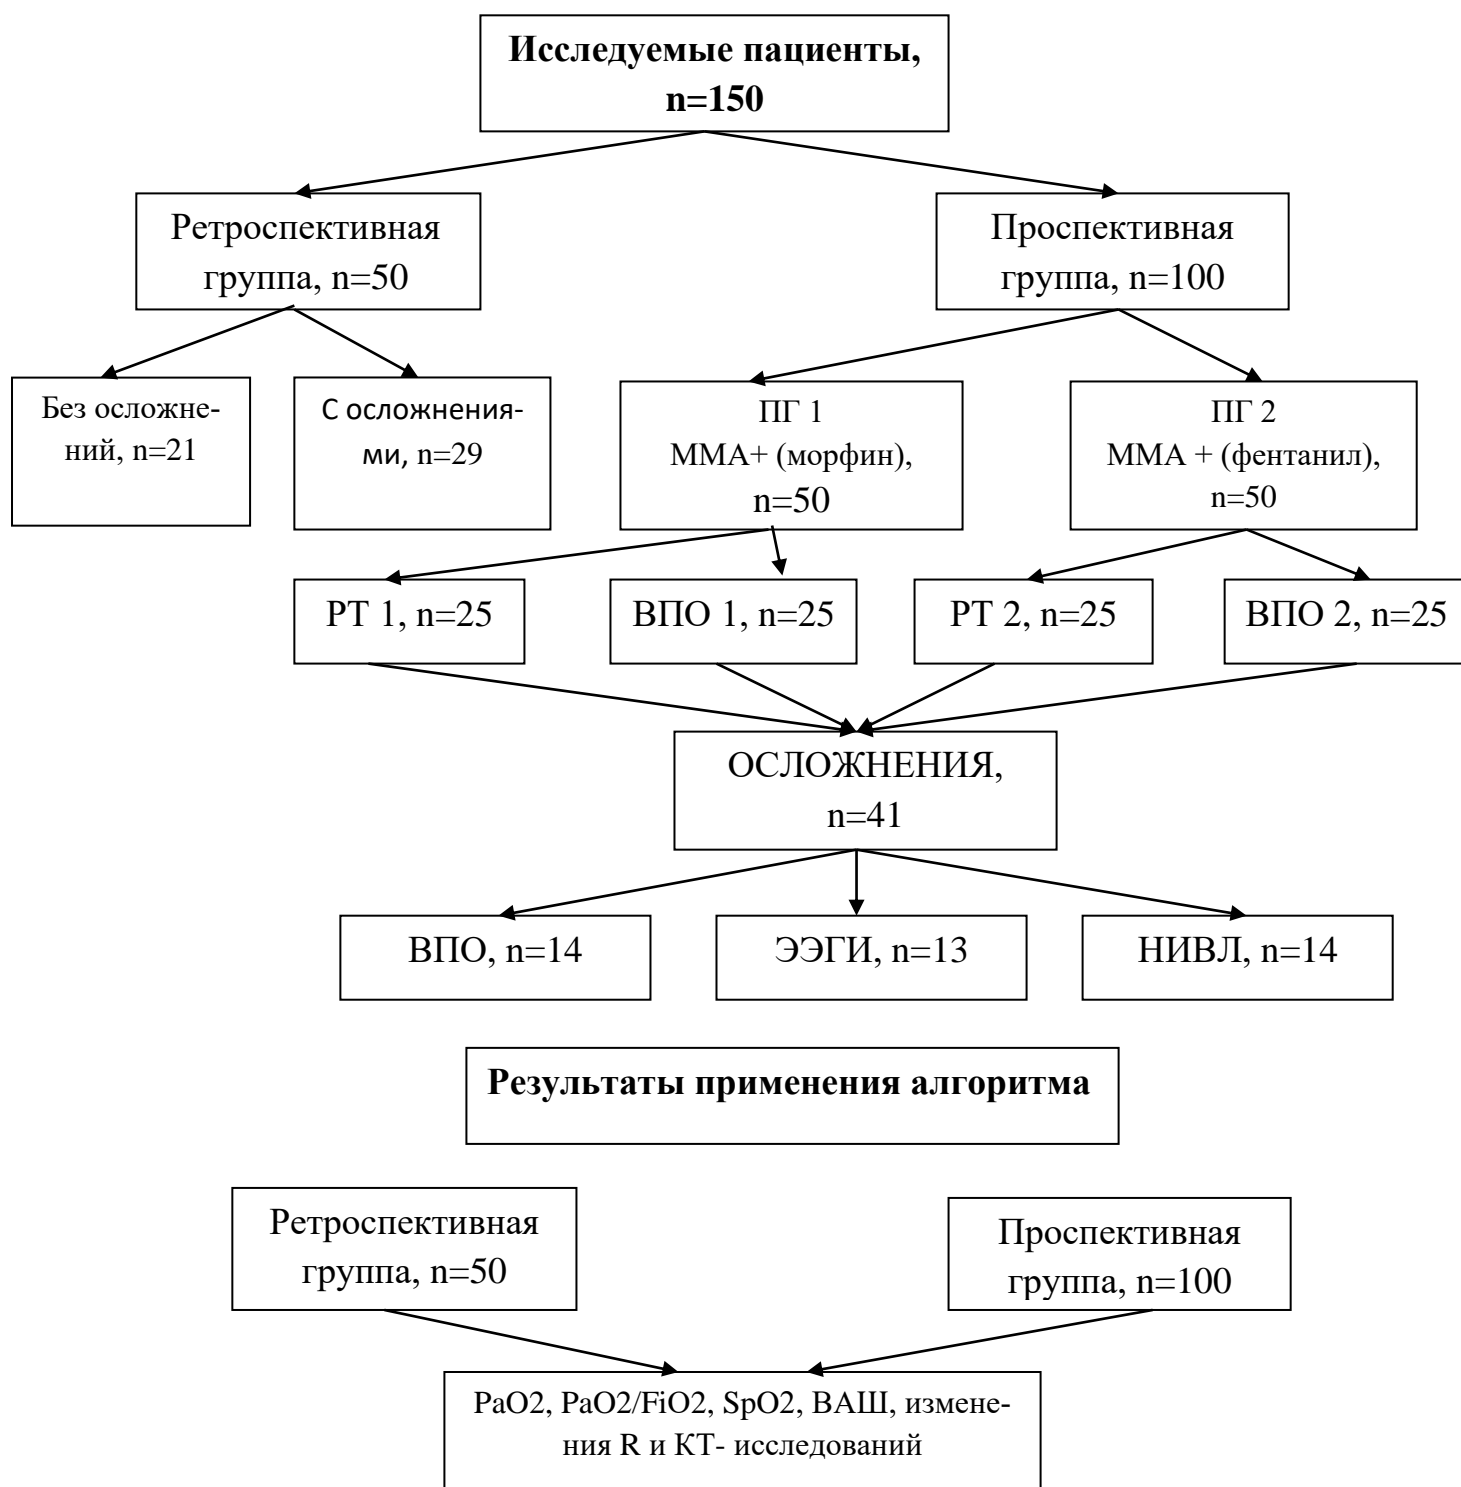 Исследуемые пациенты,
n=150
Ретроспективная
группа, n=50
Проспективная
группа, n=100
Без осложне-
ний, n=21
С осложнения-
ми, n=29
ПГ 1
ММА+ (морфин),
n=50
ПГ 2
ММА + (фентанил),
n=50
РТ 1, n=25
ВПО 1, n=25
РТ 2, n=25
ВПО 2, n=25
ОСЛОЖНЕНИЯ,
n=41
ВПО, n=14
ЭЭГИ, n=13
НИВЛ, n=14
Результаты применения алгоритма
Ретроспективная
группа, n=50
Проспективная
группа, n=100
PaO2, PaO2/FiO2, SpO2, ВАШ, измене-
ния R и КТ- исследований